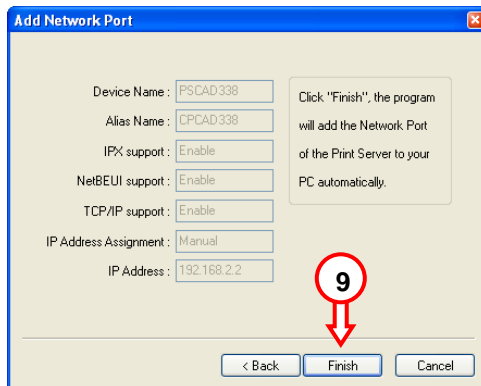 Add Network Port
Device Name : PSCAD338
Alias Name : CPCAD338
IPX support : Enable
NetBEUI support : Enable
TCP/IP support : Enable
IP Address Assignment : Manual
IP Address : 192.168.2.2
Click "Finish", the program
will add the Network Port
of the Print Server to your
PC automatically.
9
< Back Finish Cancel